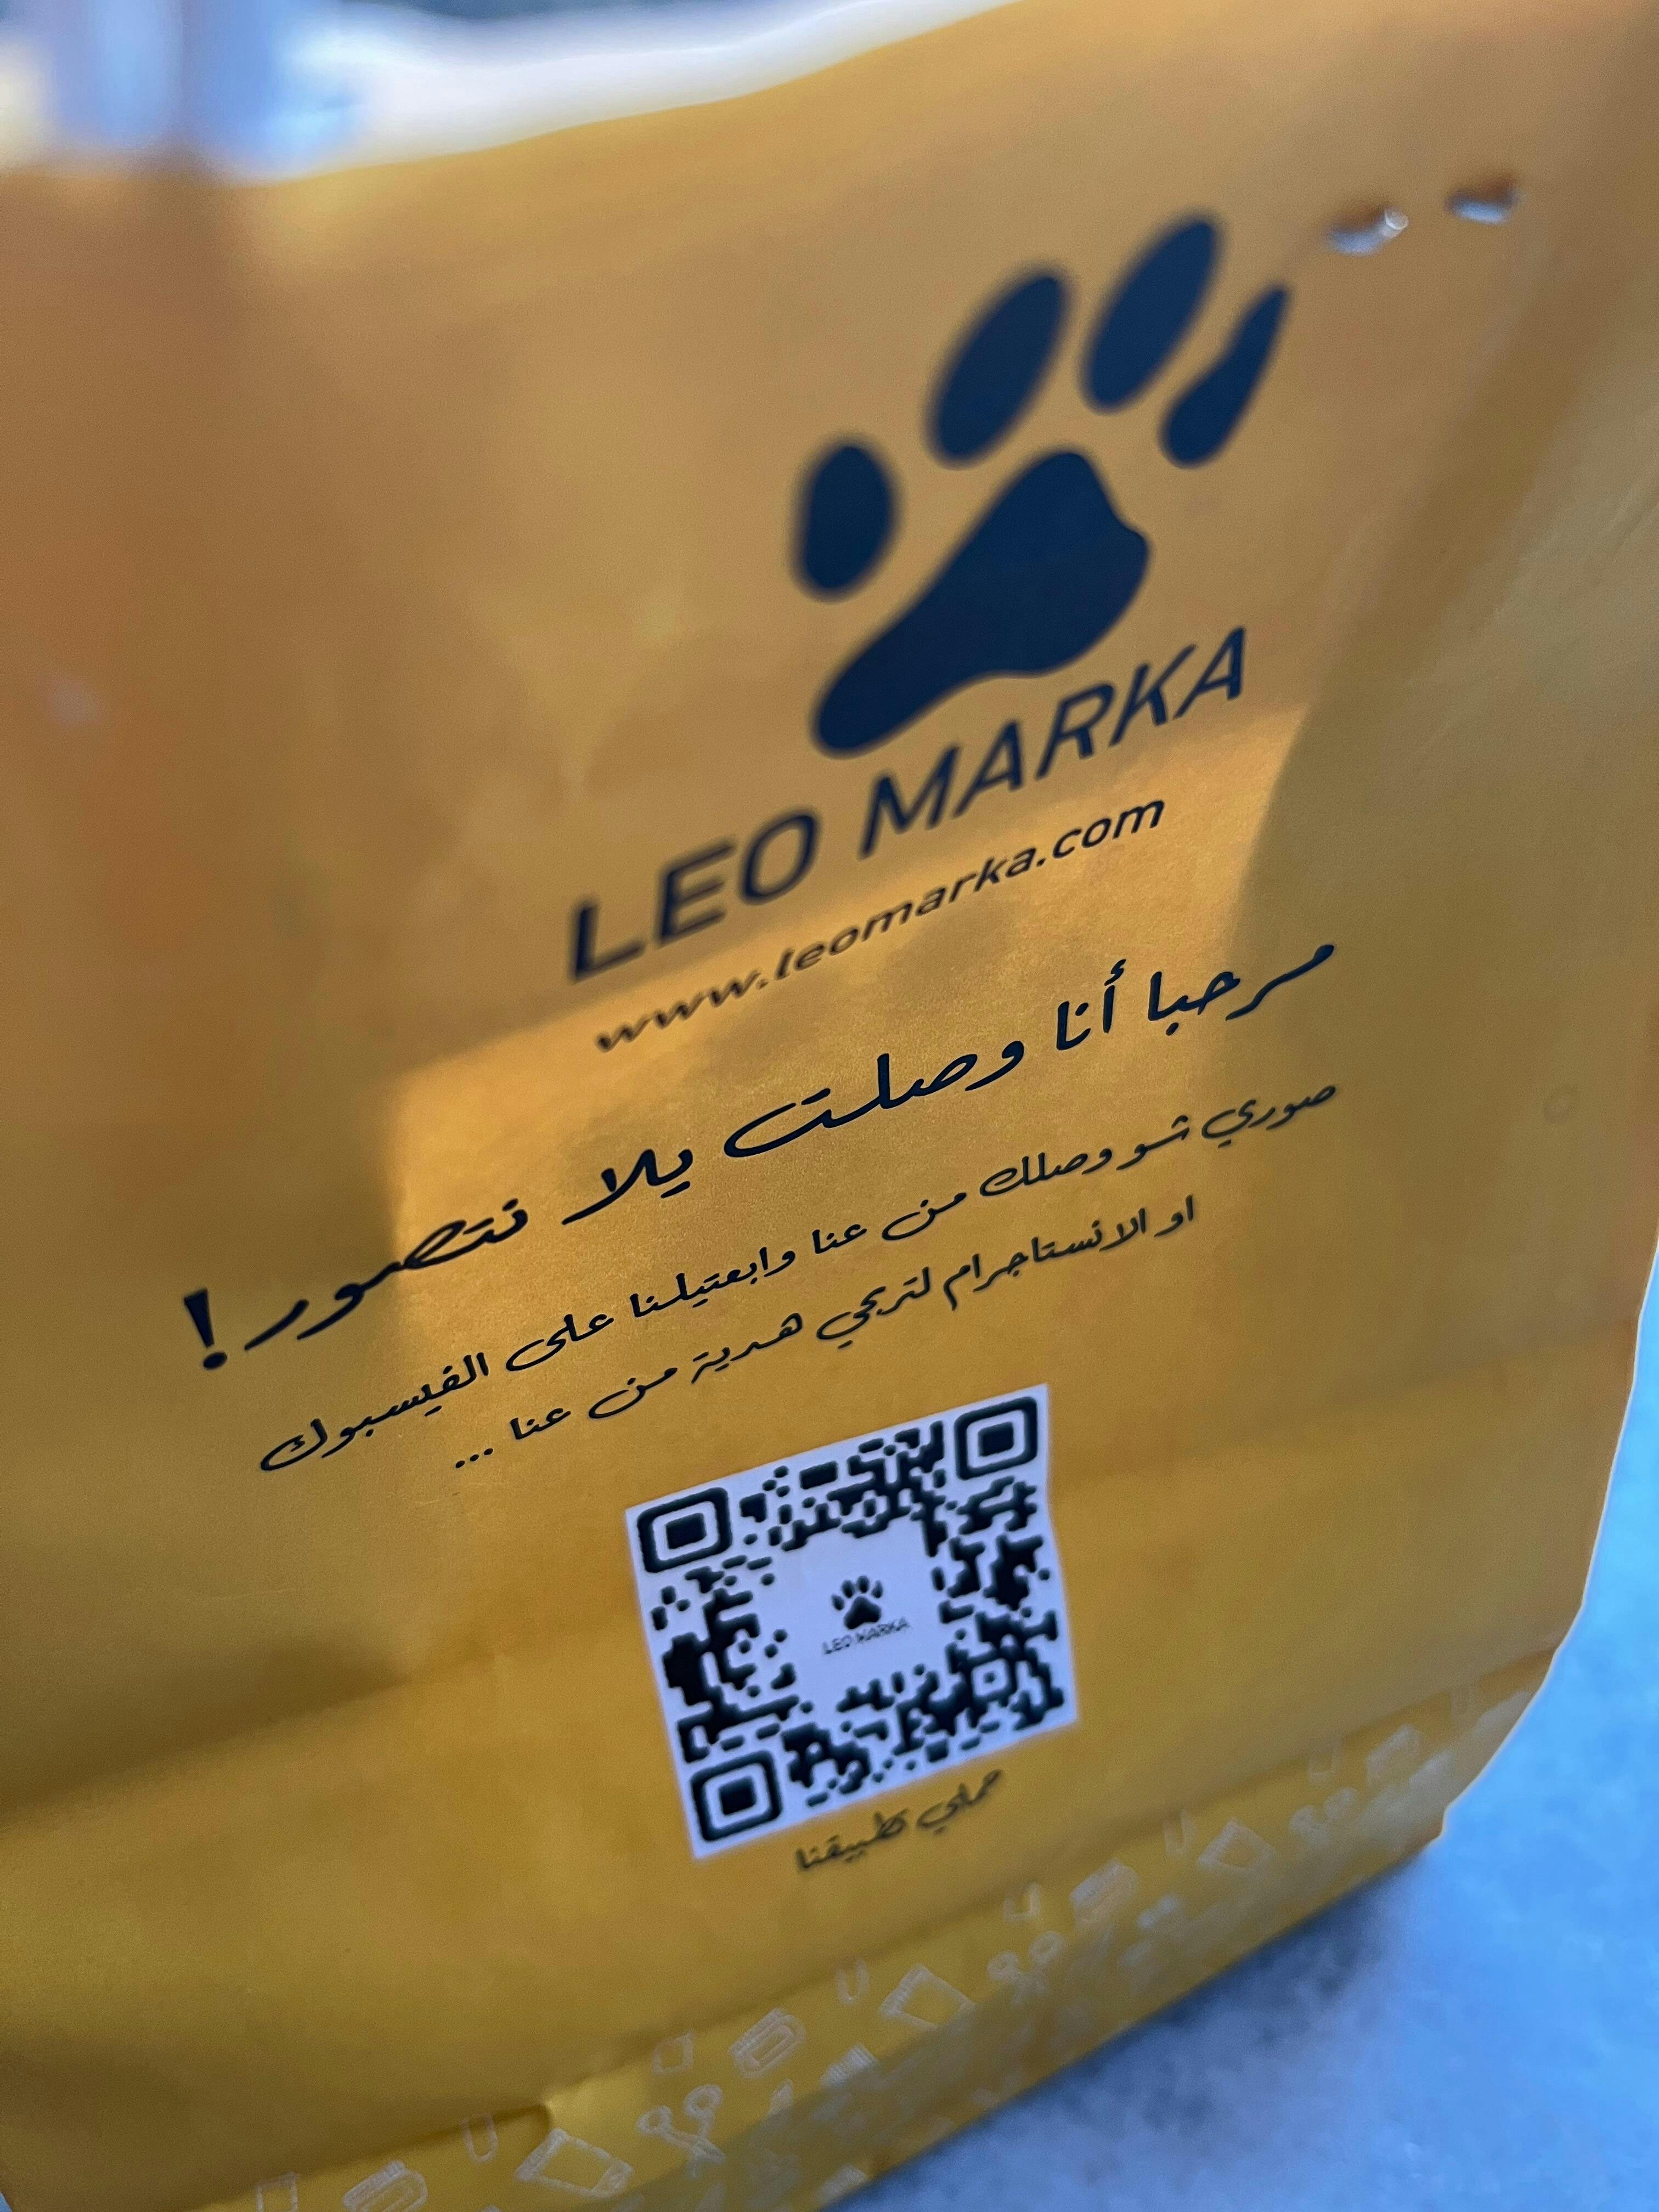 LEO MARKA
www.leomarka.com
مرحبا أنا وصلت يلا نتصور !
صوري شو وصلك من عنا وابعتيلنا على الفيسبوك
او الانستاجرام لتربحي هدية من عنا ...
LEO MARKA
حملي تطبيقنا